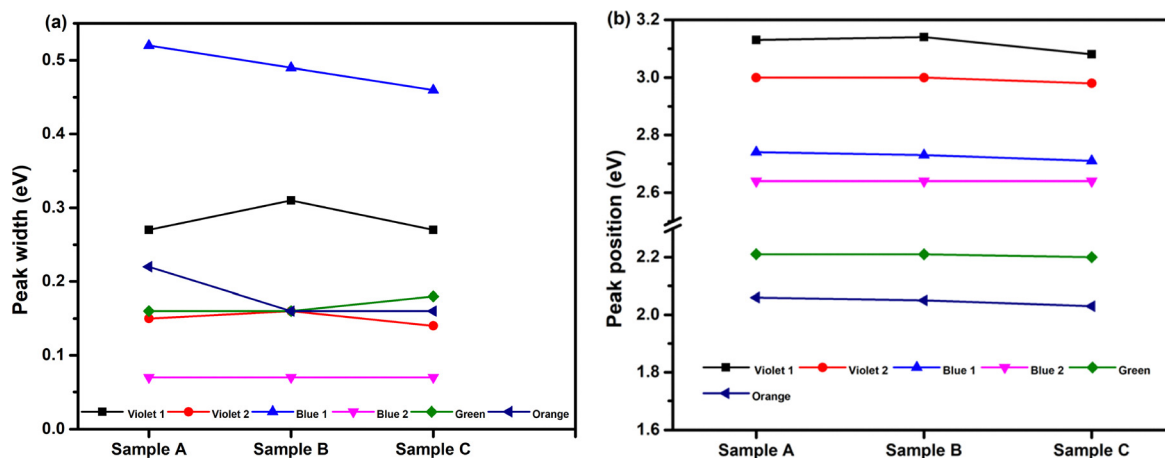 (a)
Peak width (eV)
0.5
0.4
0.3
0.2
0.1
0.0
Violet 1 Violet 2 Blue 1 Blue 2 Green Orange
Sample A Sample B Sample C
(b)
Peak position (eV)
3.2
3.0
2.8
2.6
2.2
2.0
1.8
1.6
Violet 1 Violet 2 Blue 1 Blue 2 Green
Orange
Sample A Sample B Sample C